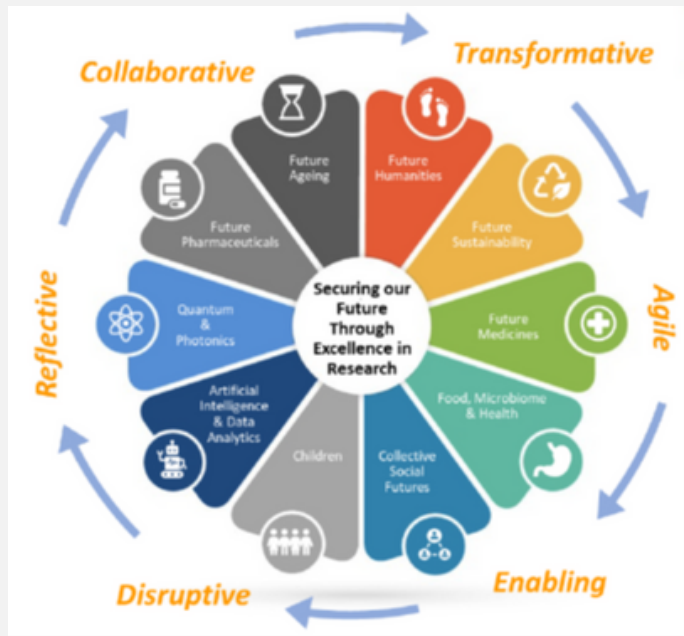 Collaborative
Transformative
Agile
Enabling
Disruptive
Reflective
Future
Ageing
Future
Humanities
Future
Sustainability
Future
Medicines
Food, Microbiome
& Health
Collective
Social
Futures
Children
Artificial
Intelligence
& Data
Analytics
Quantum
&
Photonics
Future
Pharmaceuticals
Securing our
Future
Through
Excellence in
Research